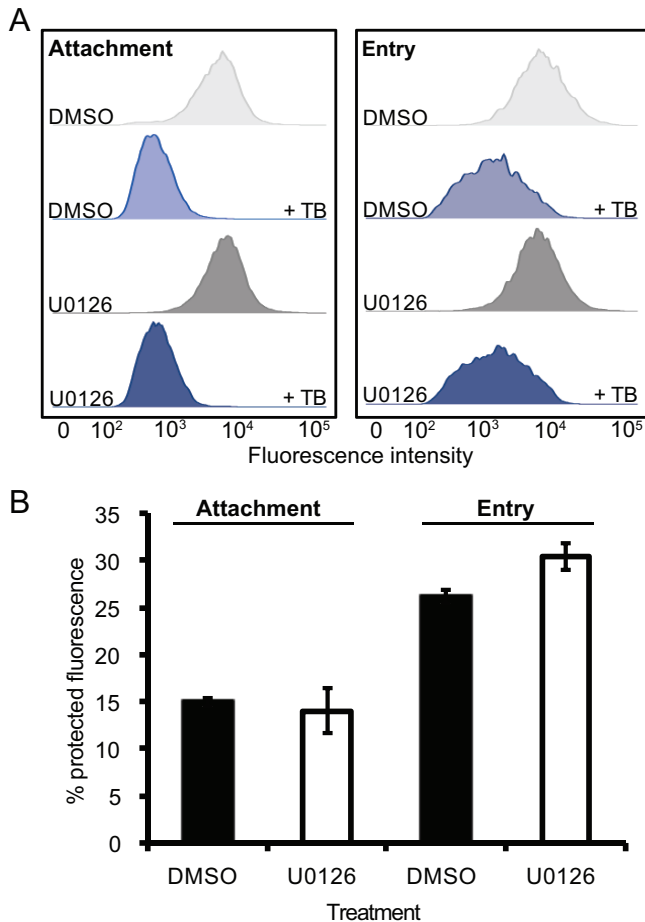 A
Attachment
Entry
DMSO
DMSO
DMSO
+ TB
DMSO
+ TB
U0126
U0126
U0126
+ TB
U0126
+ TB
0 10² 10³ 10⁴ 10⁵
0 10² 10³ 10⁴ 10⁵
Fluorescence intensity
B
Attachment
Entry
% protected fluorescence
35
30
25
20
15
10
5
0
DMSO
U0126
DMSO
U0126
Treatment